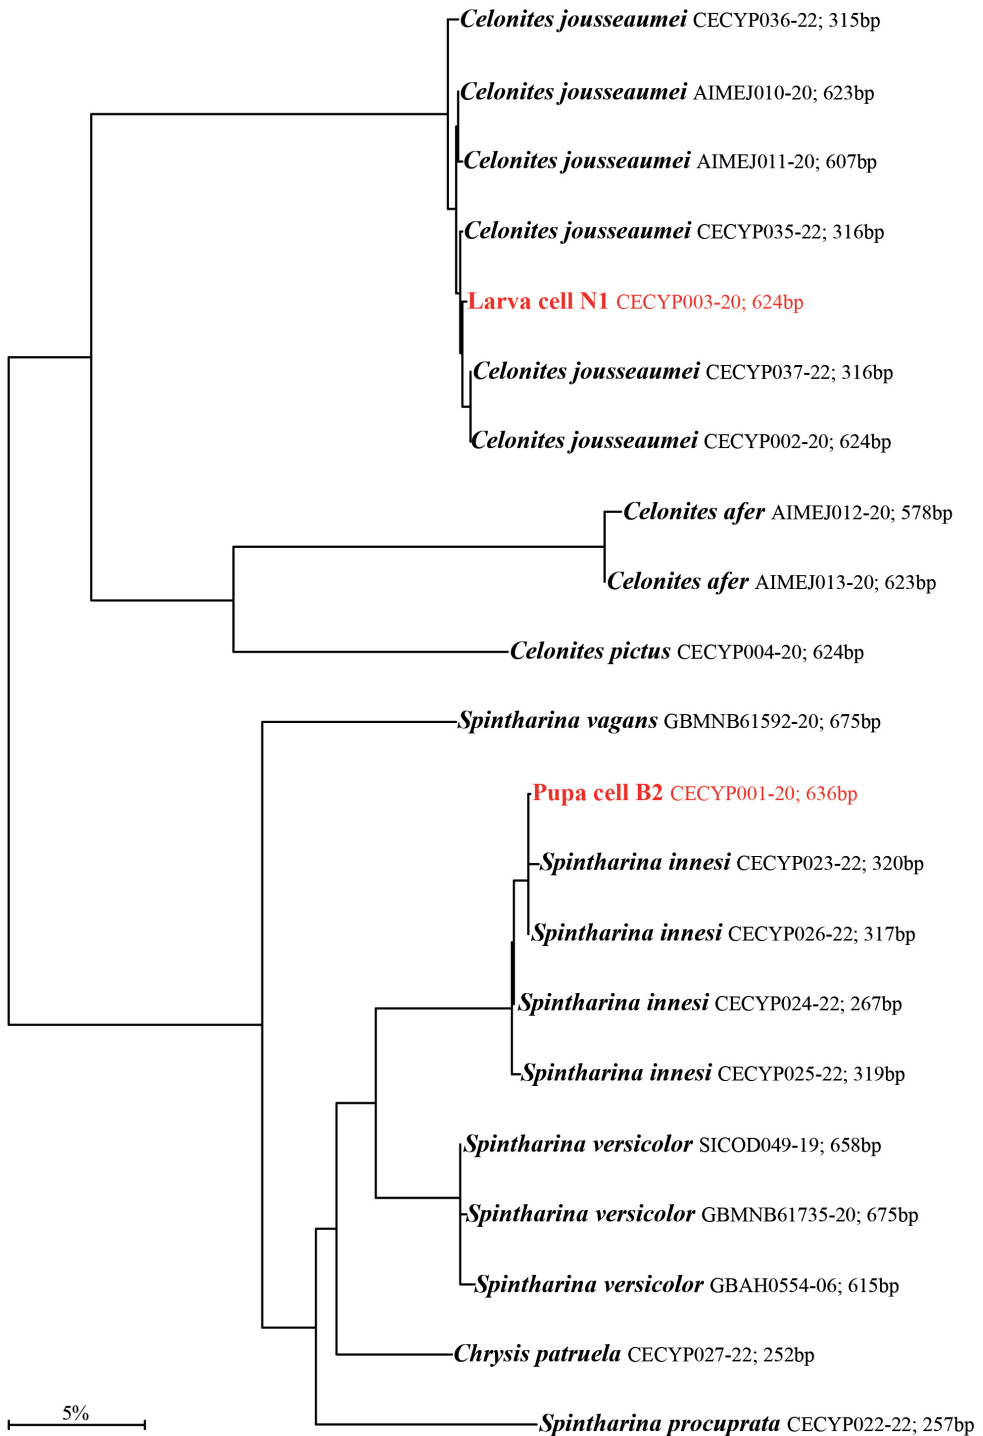 Celonites jousseaumei CECYP036-22; 315bp
Celonites jousseaumei AIMEJ010-20; 623bp
Celonites jousseaumei AIMEJ011-20; 607bp
Celonites jousseaumei CECYP035-22; 316bp
Larva cell N1 CECYP003-20; 624bp
Celonites jousseaumei CECYP037-22; 316bp
Celonites jousseaumei CECYP002-20; 624bp
Celonites afer AIMEJ012-20; 578bp
Celonites afer AIMEJ013-20; 623bp
Celonites pictus CECYP004-20; 624bp
Spintharina vagans GBMNB61592-20; 675bp
Pupa cell B2 CECYP001-20; 636bp
Spintharina innesi CECYP023-22; 320bp
Spintharina innesi CECYP026-22; 317bp
Spintharina innesi CECYP024-22; 267bp
Spintharina innesi CECYP025-22; 319bp
Spintharina versicolor SICOD049-19; 658bp
Spintharina versicolor GBMNB61735-20; 675bp
Spintharina versicolor GBAH0554-06; 615bp
Chrysis patruela CECYP027-22; 252bp
5%
Spintharina procuprata CECYP022-22; 257bp